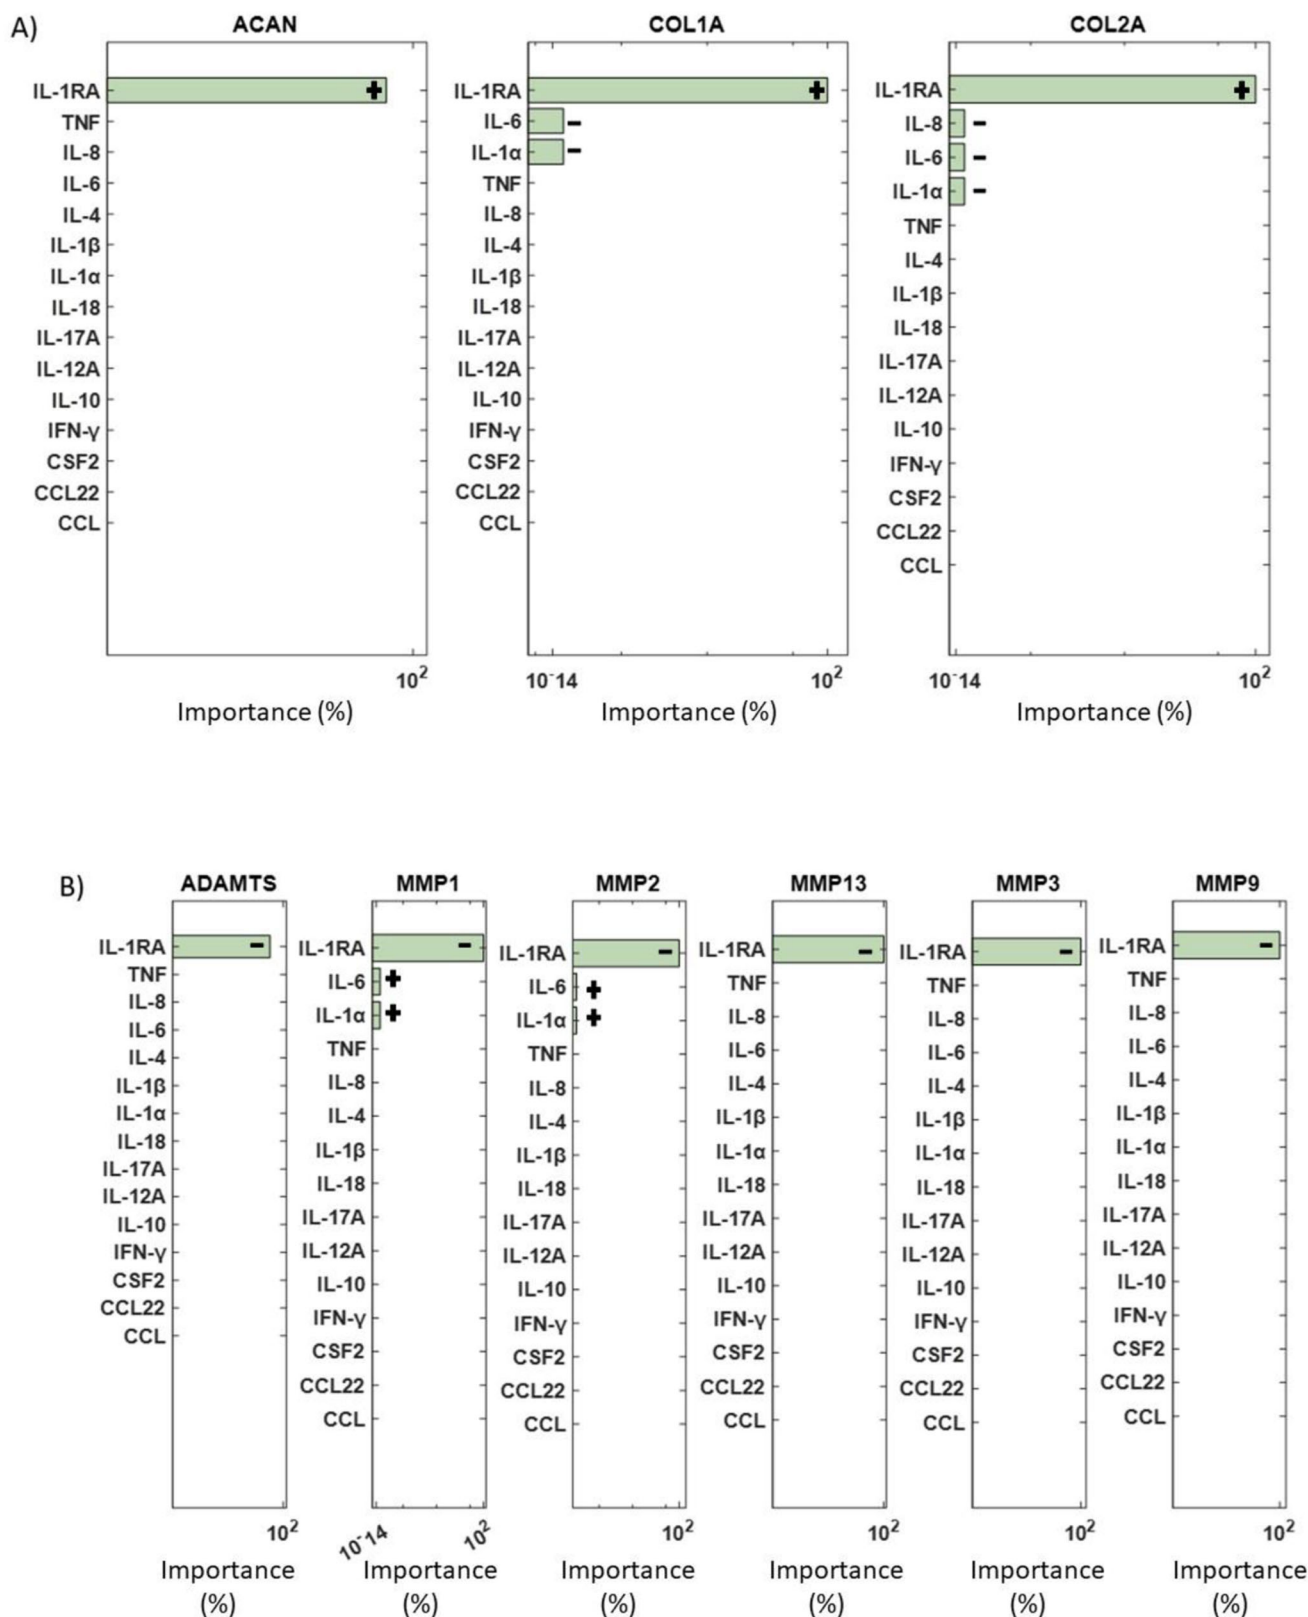 A)
ACAN
IL-1RA
TNF
IL-8
IL-6
IL-4
IL-1β
IL-1α
IL-18
IL-17A
IL-12A
IL-10
IFN-γ
CSF2
CCL22
CCL
10²
Importance (%)
COL1A
IL-1RA
IL-6
IL-1α
TNF
IL-8
IL-4
IL-1β
IL-18
IL-17A
IL-12A
IL-10
IFN-γ
CSF2
CCL22
CCL
10⁻¹⁴ 10²
Importance (%)
COL2A
IL-1RA
IL-8
IL-6
IL-1α
TNF
IL-4
IL-1β
IL-18
IL-17A
IL-12A
IL-10
IFN-γ
CSF2
CCL22
CCL
10⁻¹⁴ 10²
Importance (%)
B)
ADAMTS
IL-1RA
TNF
IL-8
IL-6
IL-4
IL-1β
IL-1α
IL-18
IL-17A
IL-12A
IL-10
IFN-γ
CSF2
CCL22
CCL
10²
Importance
(%)
MMP1
IL-1RA
IL-6
IL-1α
TNF
IL-8
IL-4
IL-1β
IL-18
IL-17A
IL-12A
IL-10
IFN-γ
CSF2
CCL22
CCL
10⁻¹⁴ 10²
Importance
(%)
MMP2
IL-1RA
IL-6
IL-1α
TNF
IL-8
IL-4
IL-1β
IL-18
IL-17A
IL-12A
IL-10
IFN-γ
CSF2
CCL22
CCL
10²
Importance
(%)
MMP13
IL-1RA
TNF
IL-8
IL-6
IL-4
IL-1β
IL-1α
IL-18
IL-17A
IL-12A
IL-10
IFN-γ
CSF2
CCL22
CCL
10²
Importance
(%)
MMP3
IL-1RA
TNF
IL-8
IL-6
IL-4
IL-1β
IL-1α
IL-18
IL-17A
IL-12A
IL-10
IFN-γ
CSF2
CCL22
CCL
10²
Importance
(%)
MMP9
IL-1RA
TNF
IL-8
IL-6
IL-4
IL-1β
IL-1α
IL-18
IL-17A
IL-12A
IL-10
IFN-γ
CSF2
CCL22
CCL
10²
Importance
(%)